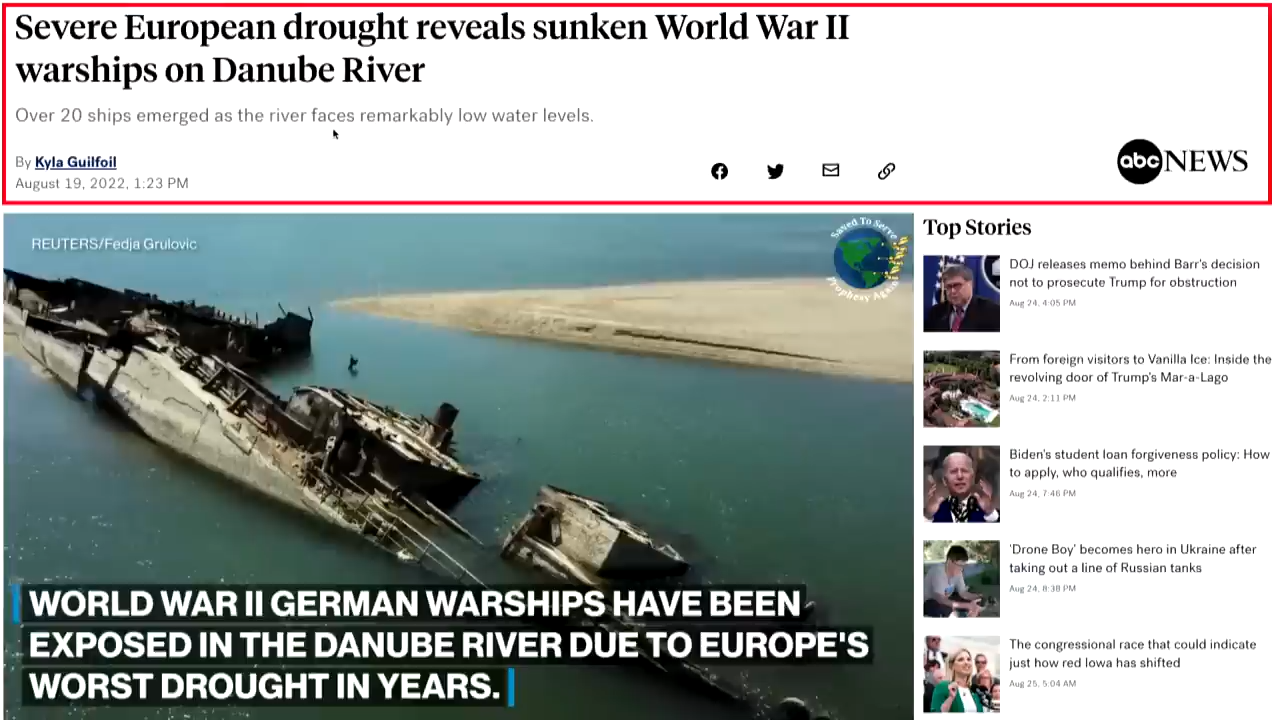 Severe European drought reveals sunken World War II
warships on Danube River
Over 20 ships emerged as the river faces remarkably low water levels.
By Kyla Guilfoil
August 19, 2022, 1:23 PM
abc NEWS
REUTERS/Fedja Grulovic
Saved To Serve
Prophesy Again
WORLD WAR II GERMAN WARSHIPS HAVE BEEN
EXPOSED IN THE DANUBE RIVER DUE TO EUROPE'S
WORST DROUGHT IN YEARS.
Top Stories
DOJ releases memo behind Barr's decision
not to prosecute Trump for obstruction
Aug 24, 4:05 PM
From foreign visitors to Vanilla Ice: Inside the
revolving door of Trump's Mar-a-Lago
Aug 24, 2:11 PM
Biden's student loan forgiveness policy: How
to apply, who qualifies, more
Aug 24, 7:46 PM
'Drone Boy' becomes hero in Ukraine after
taking out a line of Russian tanks
Aug 24, 8:38 PM
The congressional race that could indicate
just how red Iowa has shifted
Aug 25, 5:04 AM